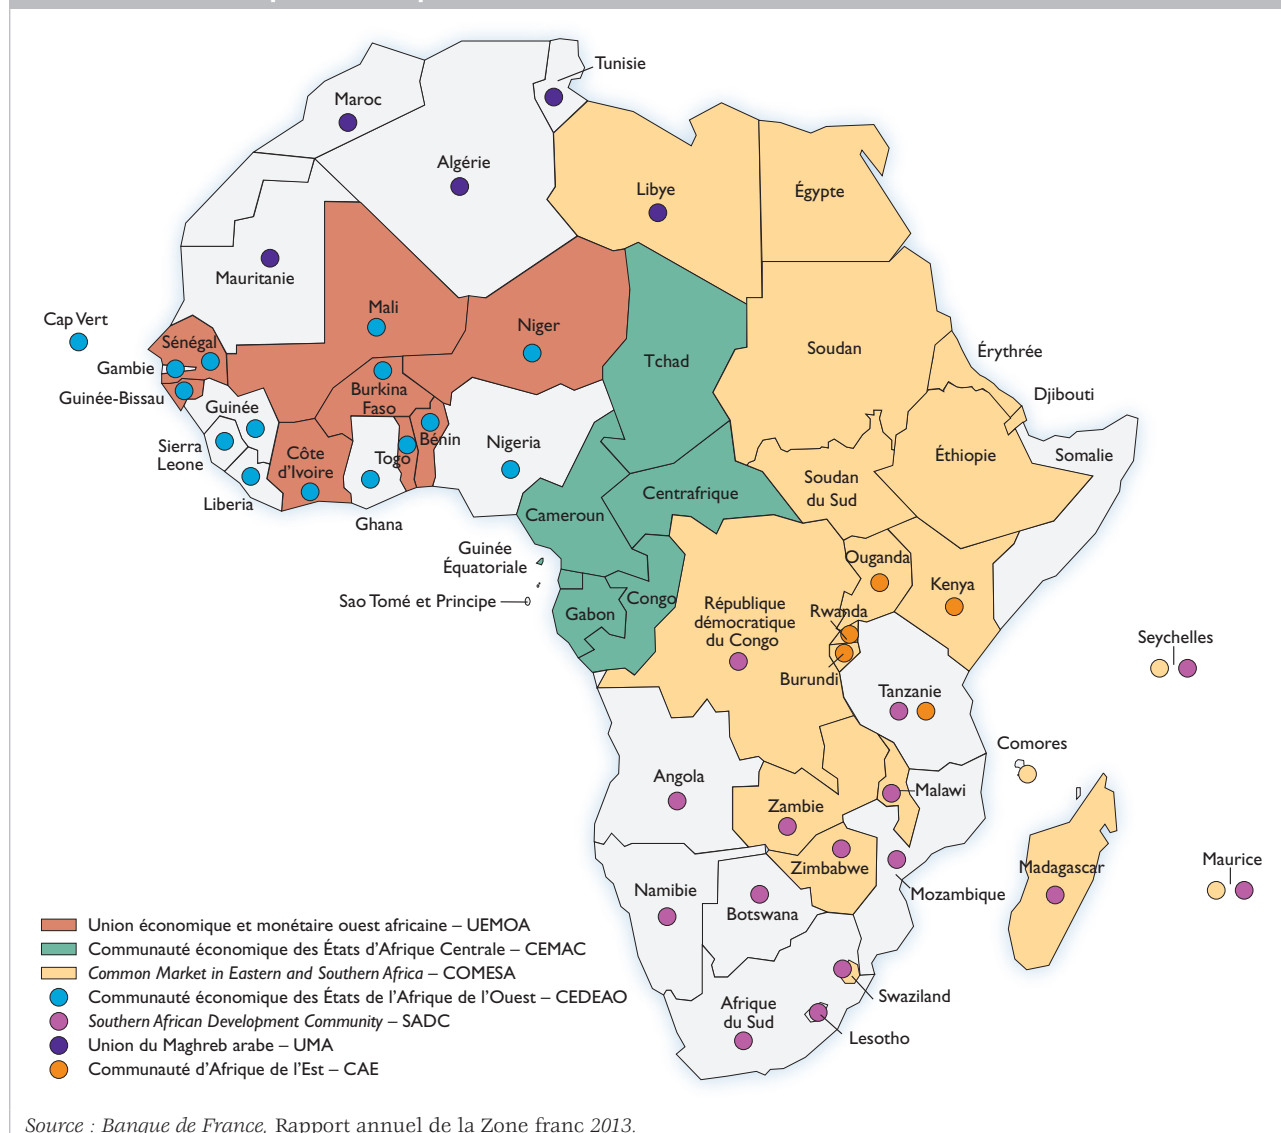 Tunisie
Maroc
Algérie
Libye
Égypte
Mauritanie
Mali
Cap Vert
Niger
Sénégal
Gambie
Tchad
Soudan
Érythrée
Djibouti
Guinée-Bissau
Burkina
Faso
Guinée
Bénin
Nigeria
Sierra
Leone
Côte
d'Ivoire
Togo
Éthiopie
Somalie
Soudan
du Sud
Centrafrique
Liberia
Ghana
Cameroun
Guinée
Équatoriale
Ouganda
Kenya
Sao Tomé et Principe
Gabon
Congo
République
démocratique
du Congo
Rwanda
Burundi
Seychelles
Tanzanie
Comores
Angola
Malawi
Zambie
Zimbabwe
Madagascar
Maurice
Mozambique
Namibie
Botswana
Swaziland
Afrique
du Sud
Lesotho
Union économique et monétaire ouest africaine – UEMOA
Communauté économique des États d'Afrique Centrale – CEMAC
Common Market in Eastern and Southern Africa – COMESA
Communauté économique des États de l'Afrique de l'Ouest – CEDEAO
Southern African Development Community – SADC
Union du Maghreb arabe – UMA
Communauté d'Afrique de l'Est – CAE
Source : Banque de France, Rapport annuel de la Zone franc 2013.